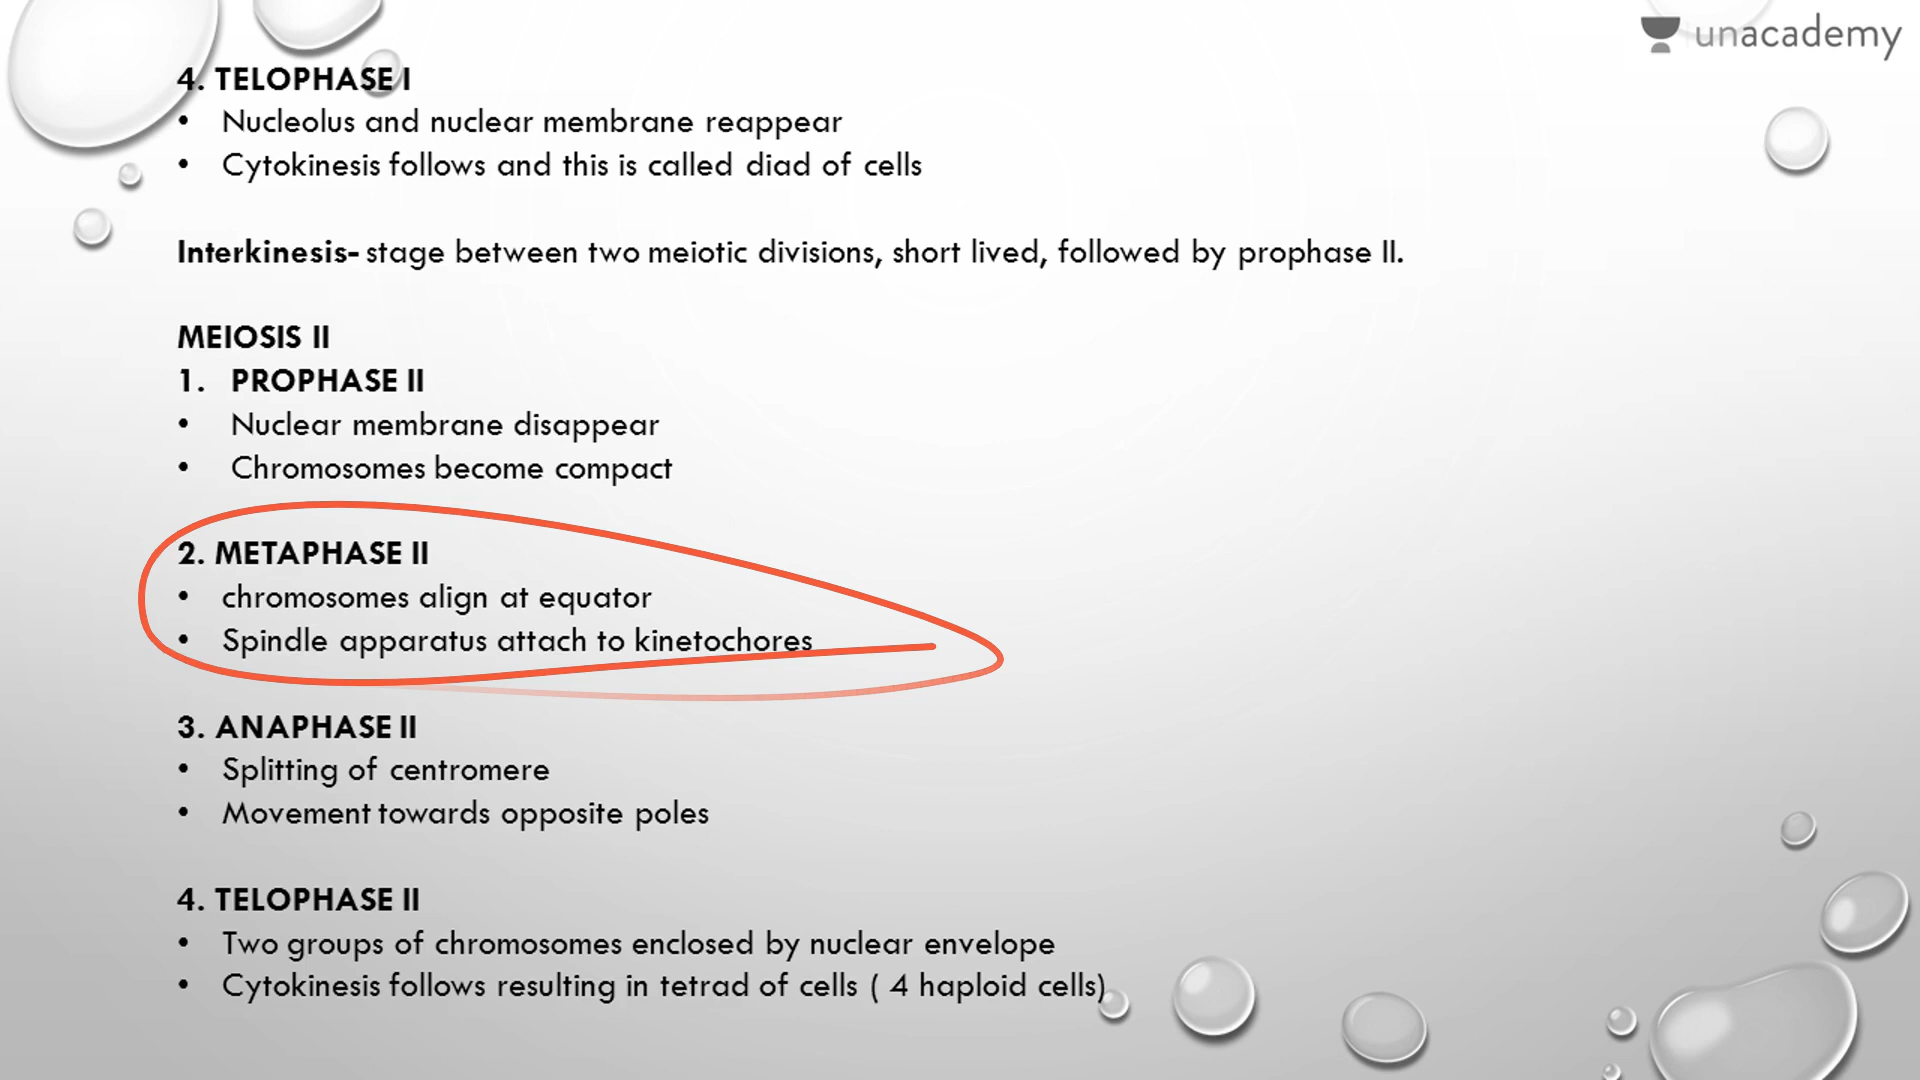 unacademy
4. TELOPHASE I
• Nucleolus and nuclear membrane reappear
• Cytokinesis follows and this is called diad of cells
Interkinesis- stage between two meiotic divisions, short lived, followed by prophase II.
MEIOSIS II
1. PROPHASE II
• Nuclear membrane disappear
• Chromosomes become compact
2. METAPHASE II
• chromosomes align at equator
• Spindle apparatus attach to kinetochores
3. ANAPHASE II
• Splitting of centromere
• Movement towards opposite poles
4. TELOPHASE II
• Two groups of chromosomes enclosed by nuclear envelope
• Cytokinesis follows resulting in tetrad of cells ( 4 haploid cells)